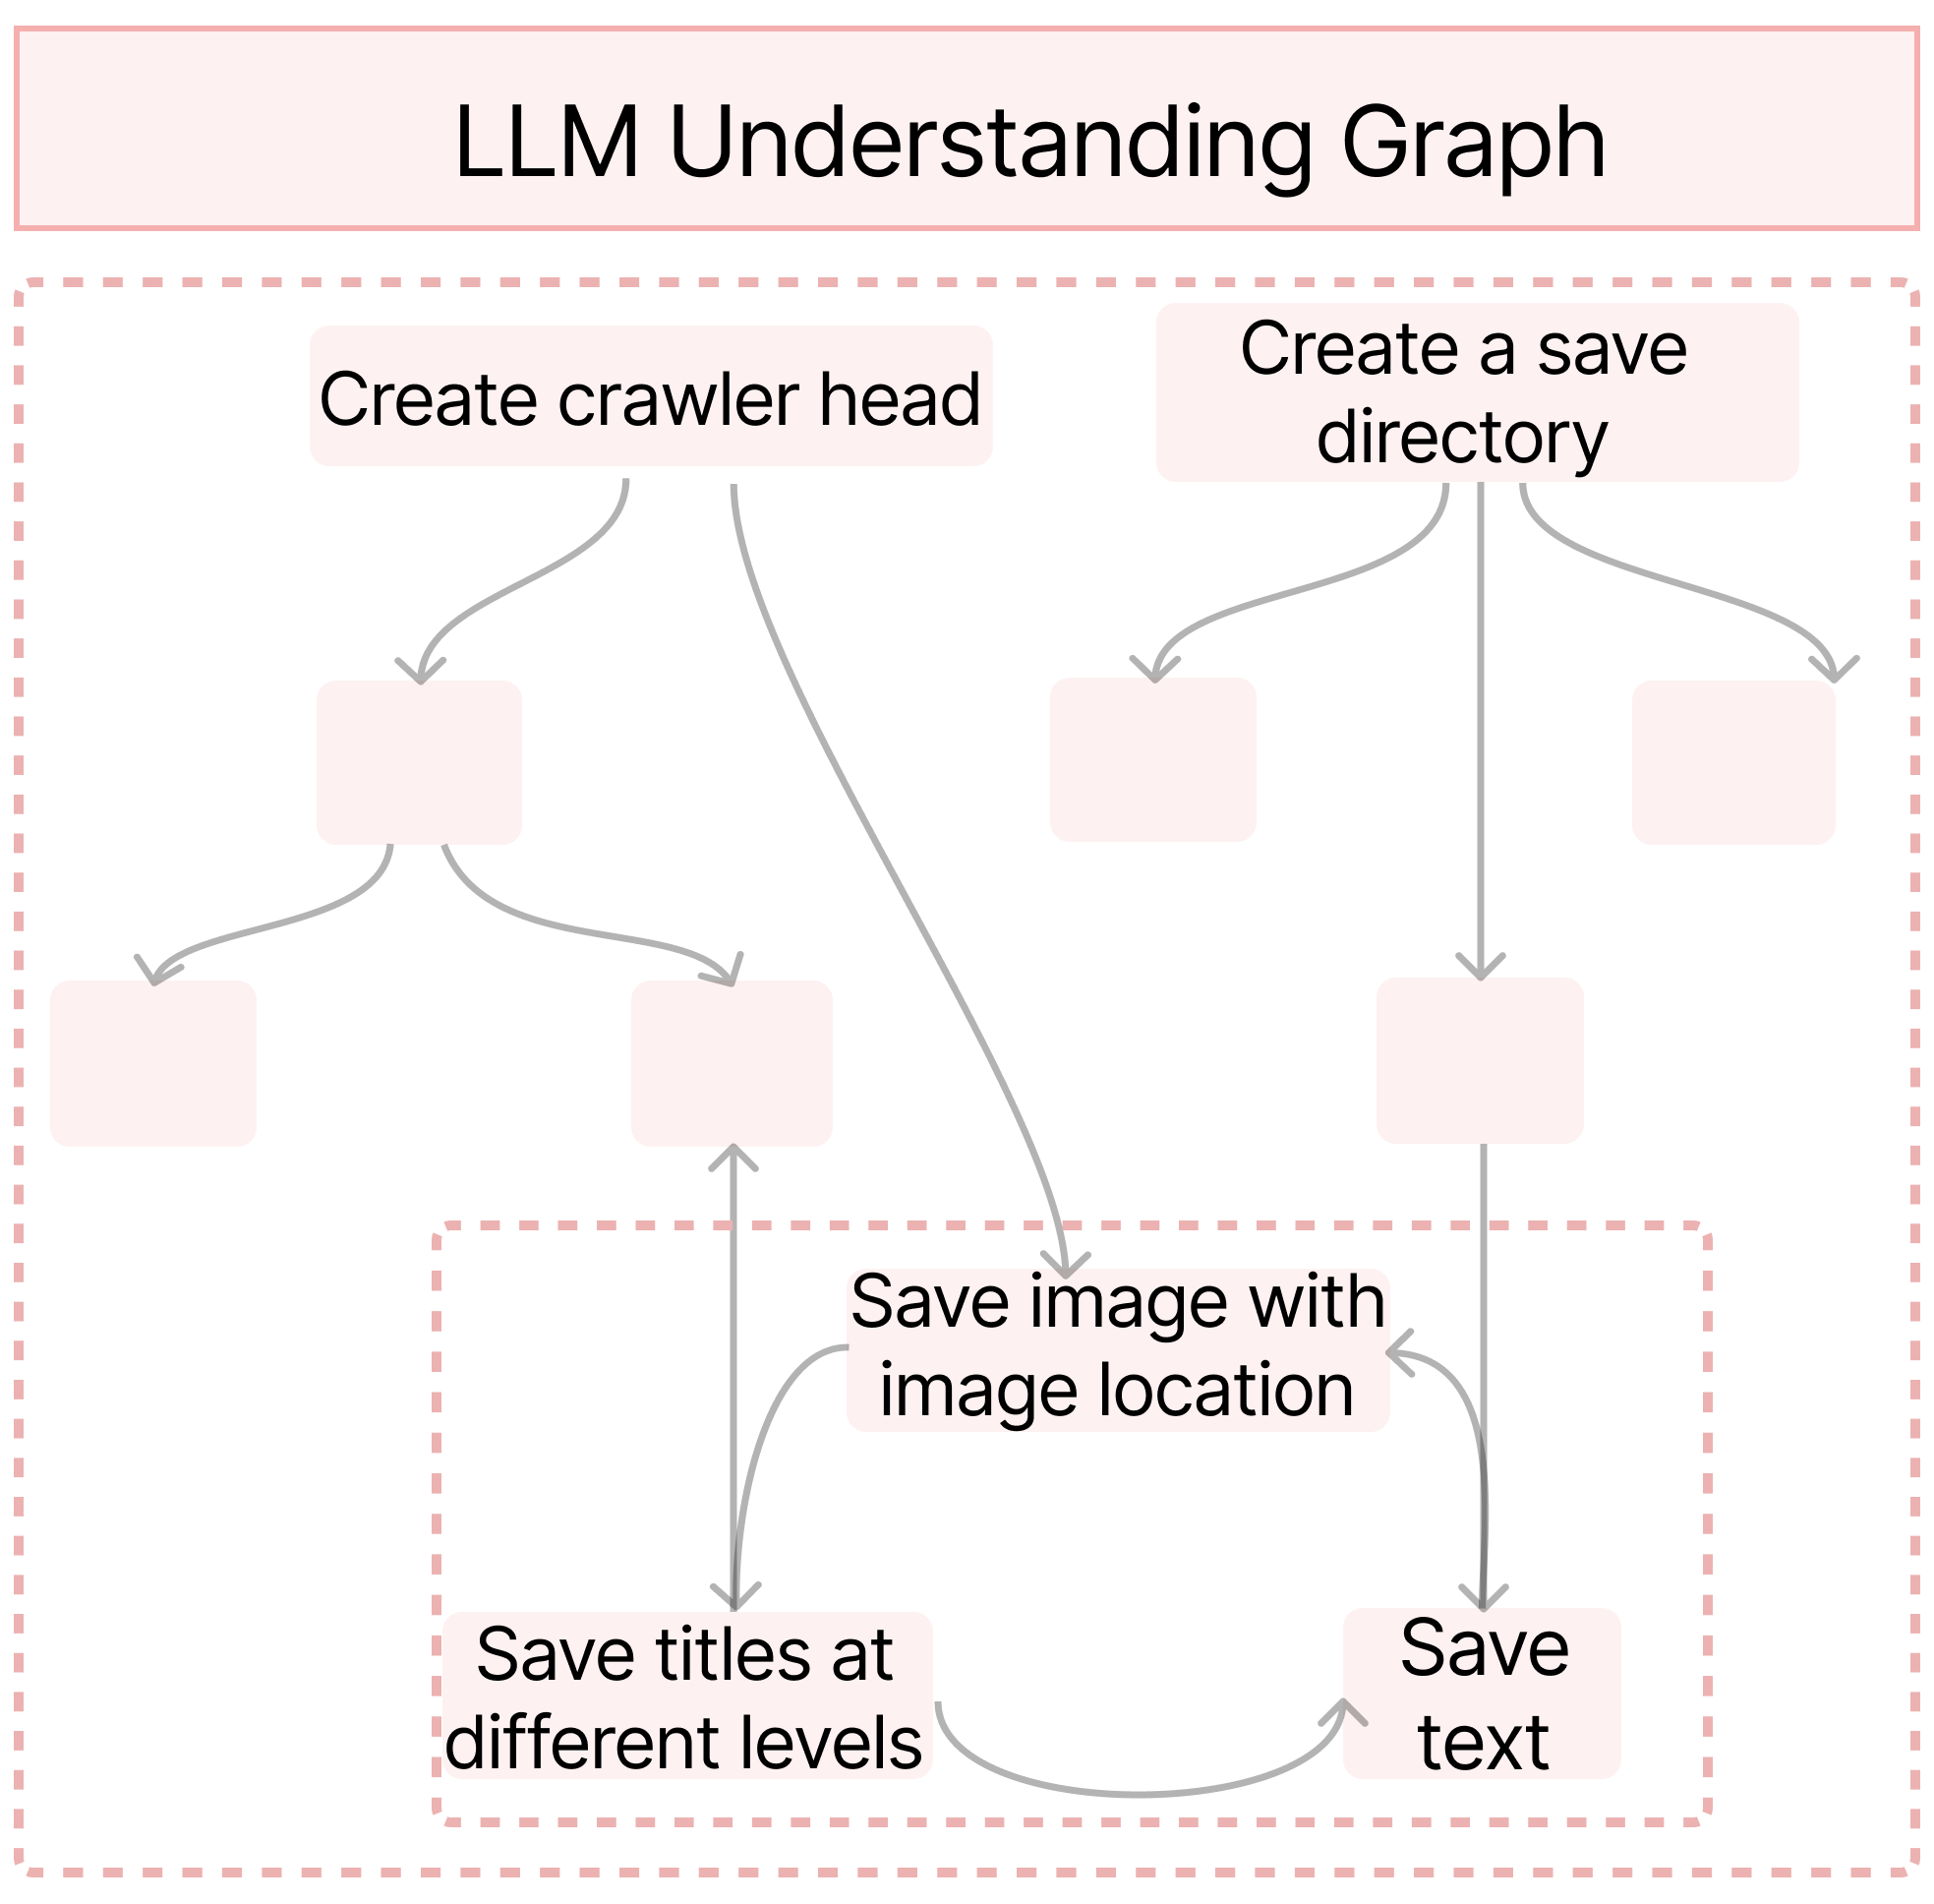 LLM Understanding Graph
Create crawler head
Create a save
directory
Save image with
image location
Save titles at
different levels
Save
text